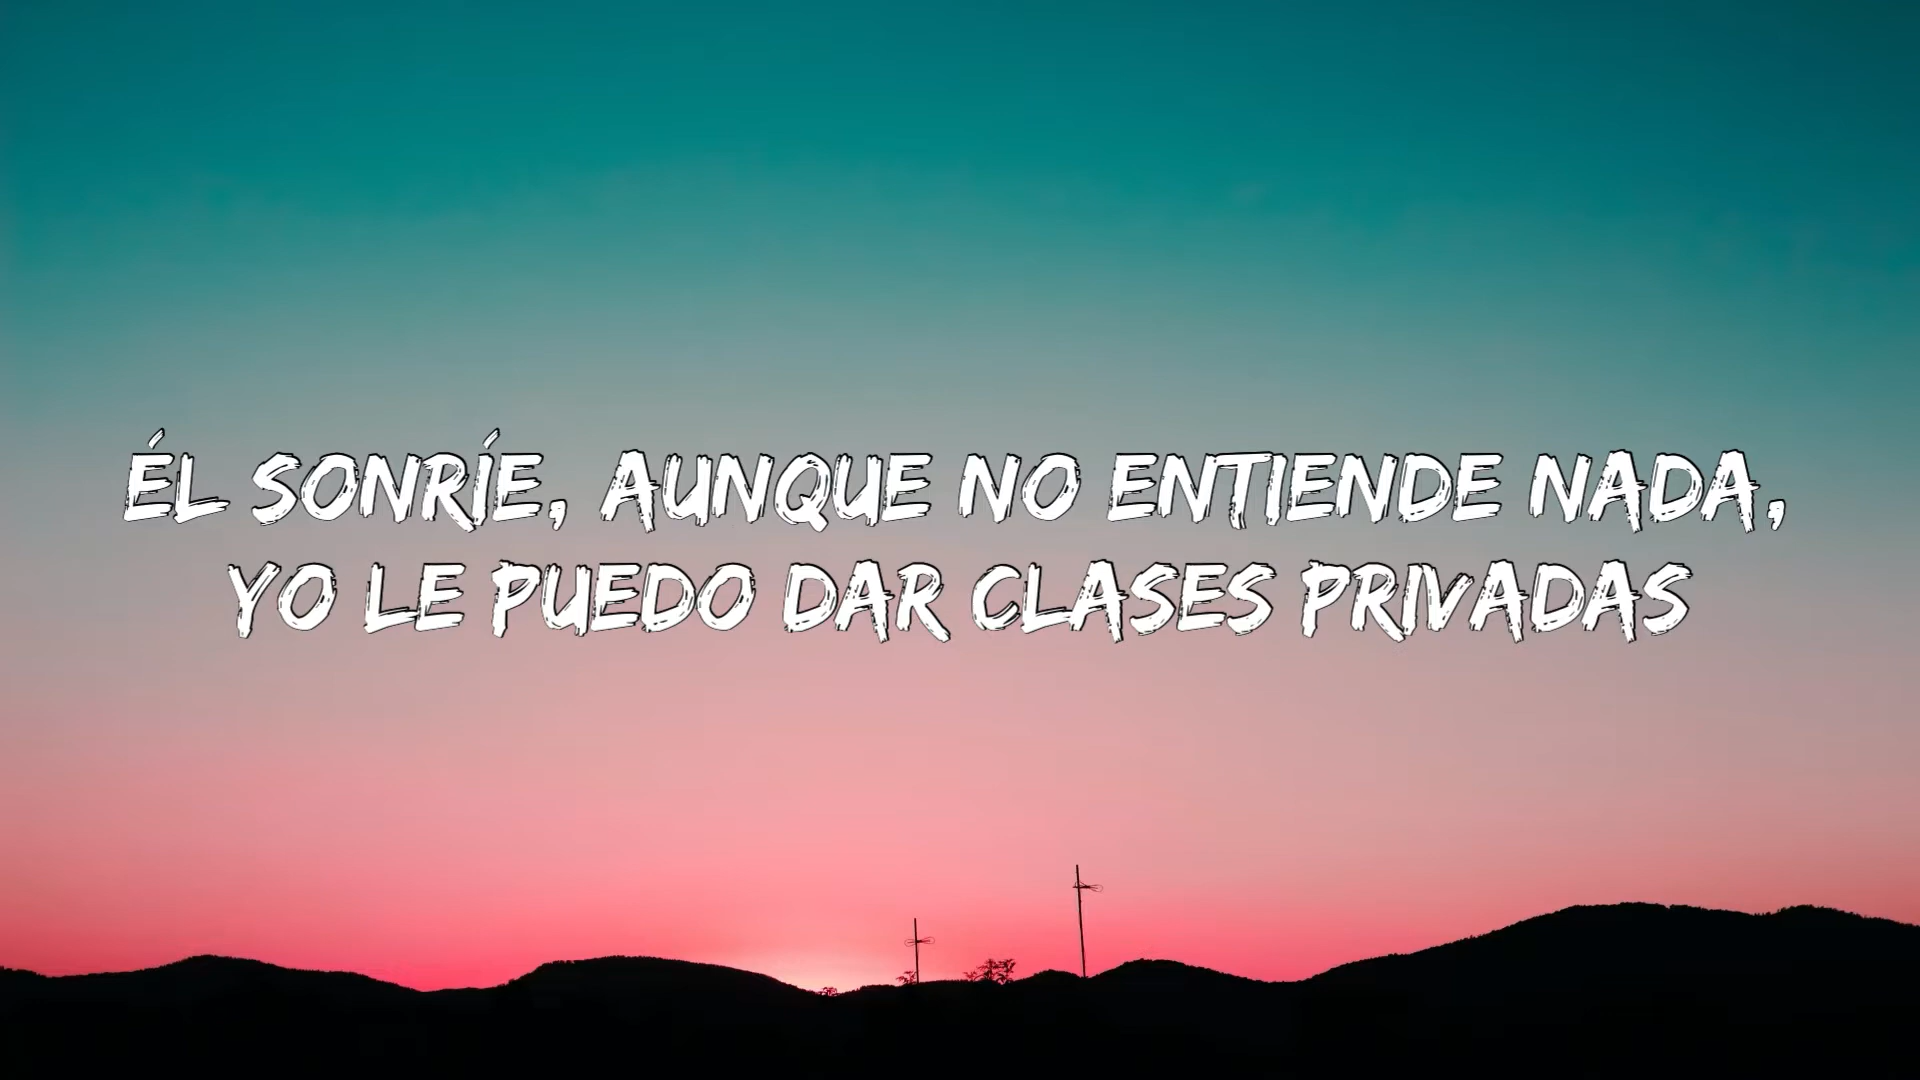 ÉL SONRÍE, AUNQUE NO ENTIENDE NADA,
YO LE PUEDO DAR CLASES PRIVADAS